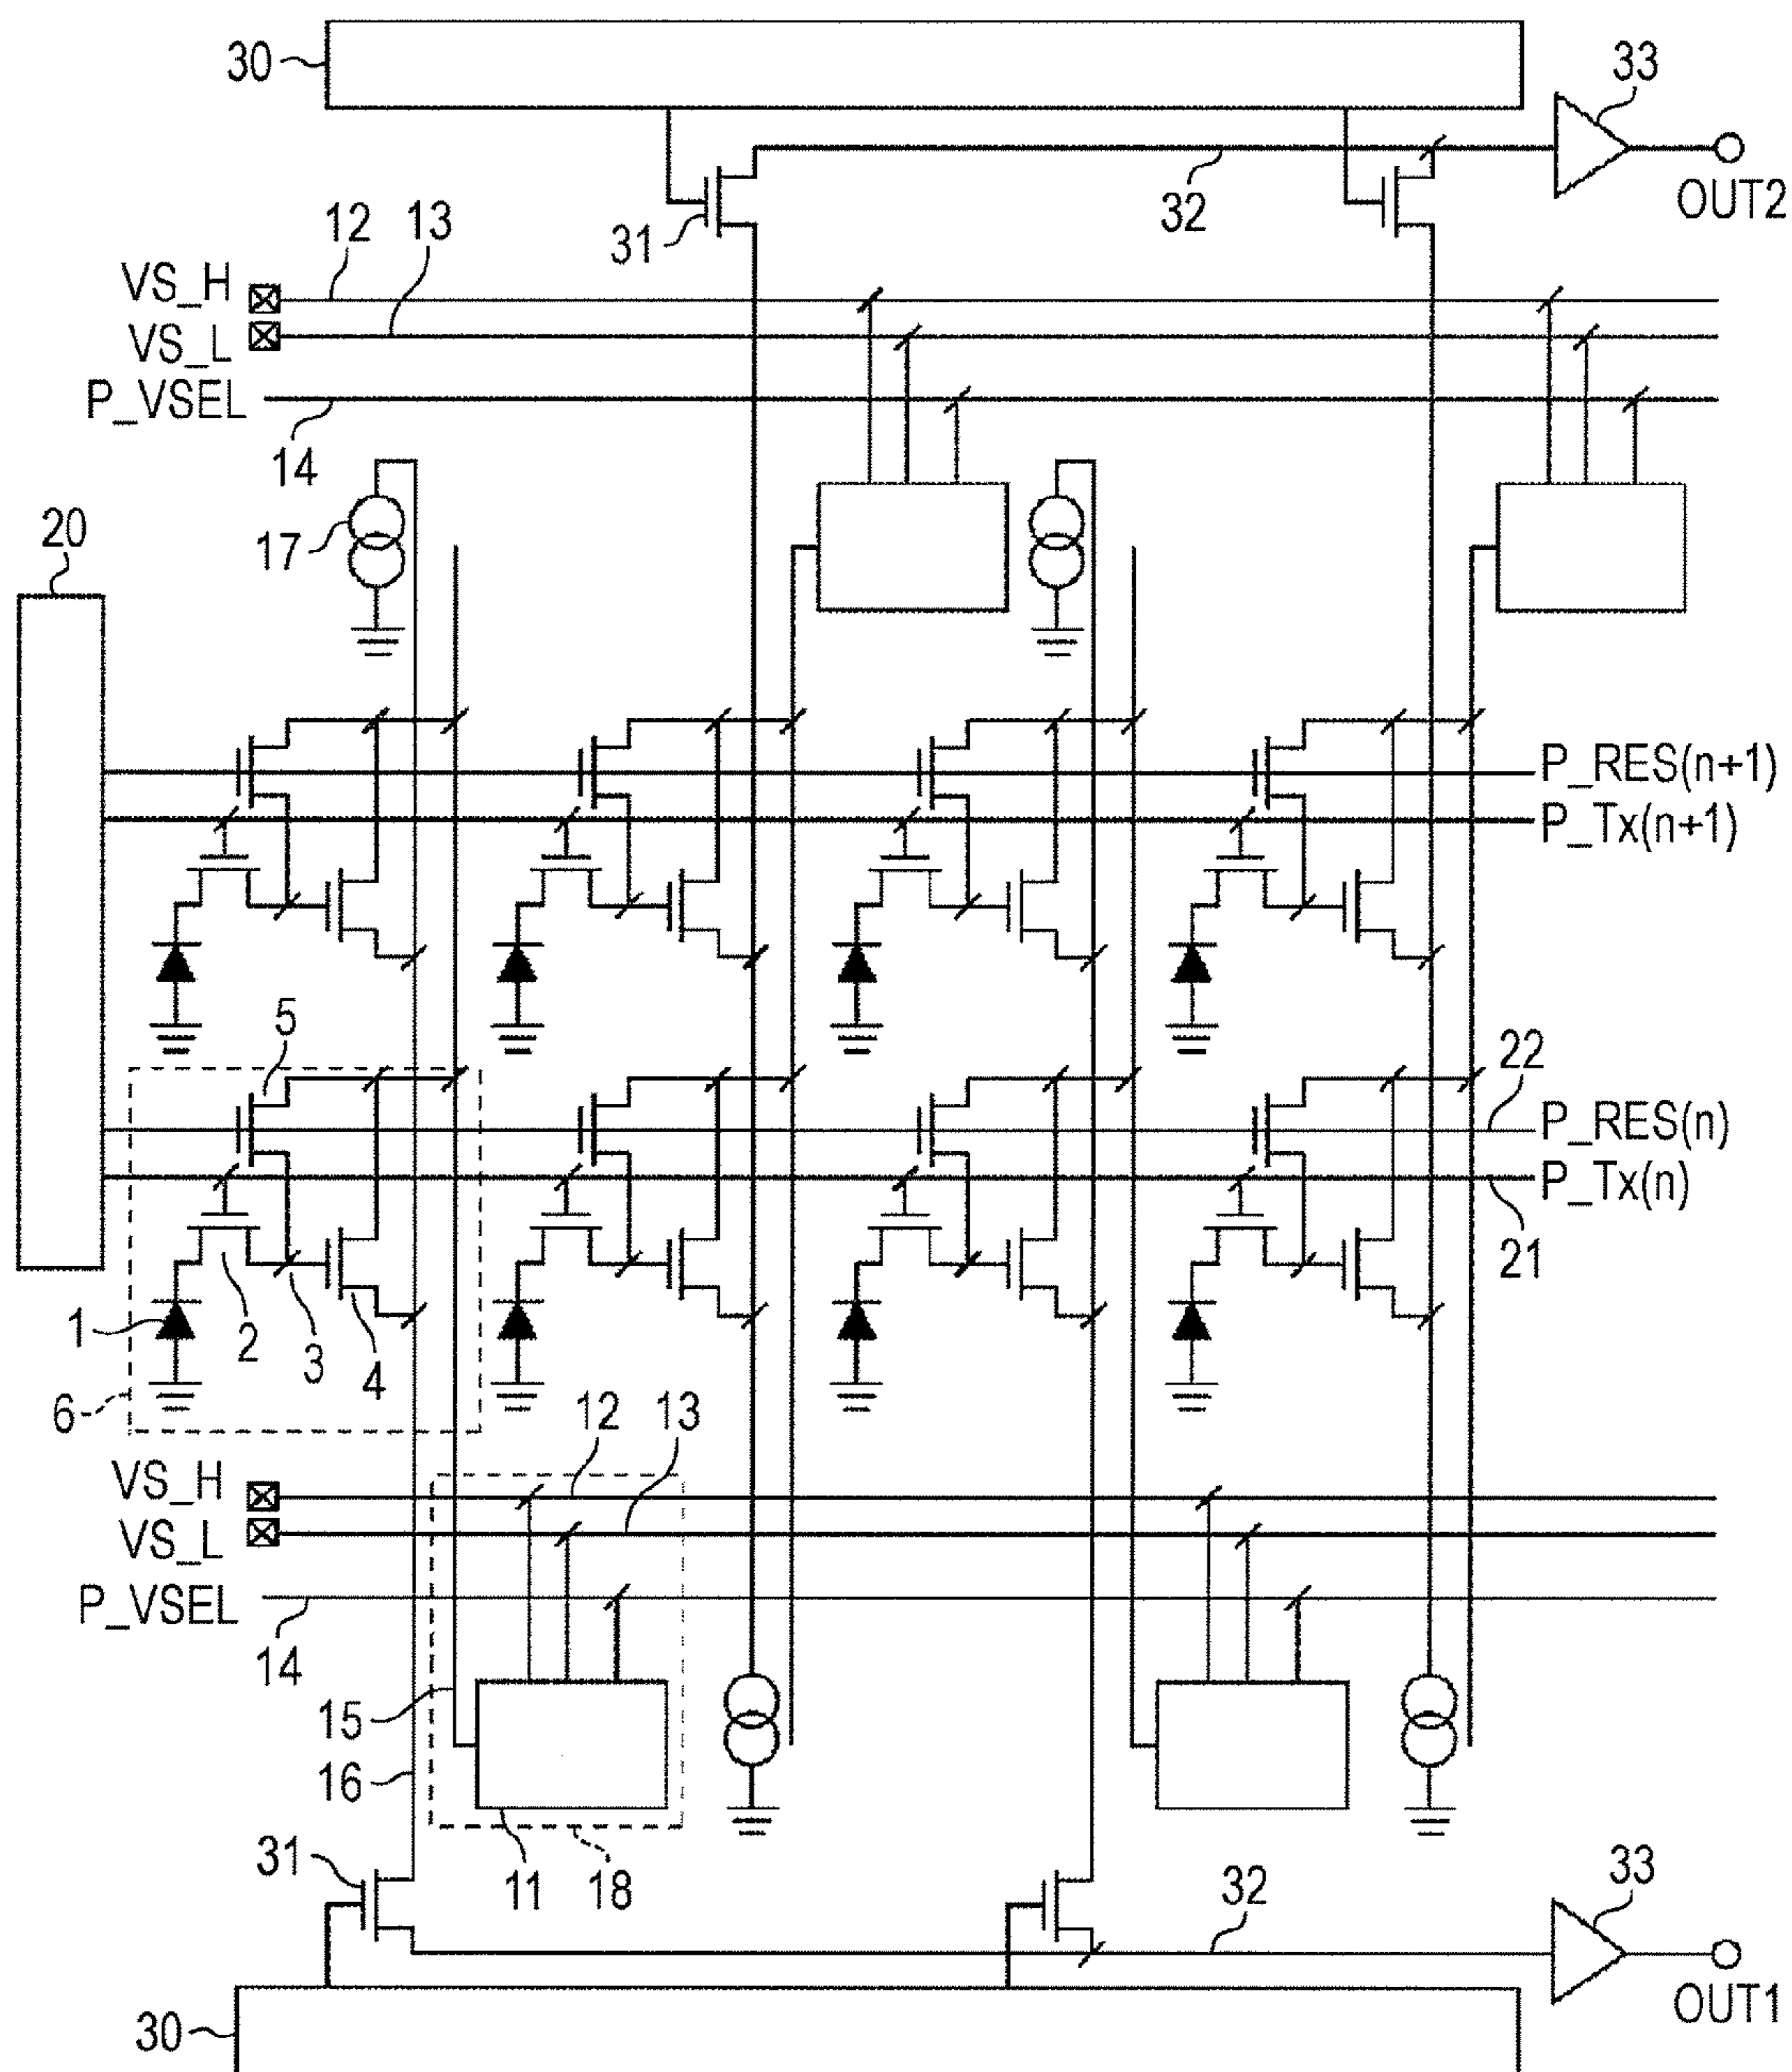 30
33
OUT2
32
31
12
13
VS_H
VS_L
P_VSEL
14
17
20
P_RES(n+1)
P_Tx(n+1)
5
22
P_RES(n)
P_Tx(n)
21
1
2
3
4
6
12
13
VS_H
VS_L
P_VSEL
14
15
16
31
11
18
32
33
OUT1
30